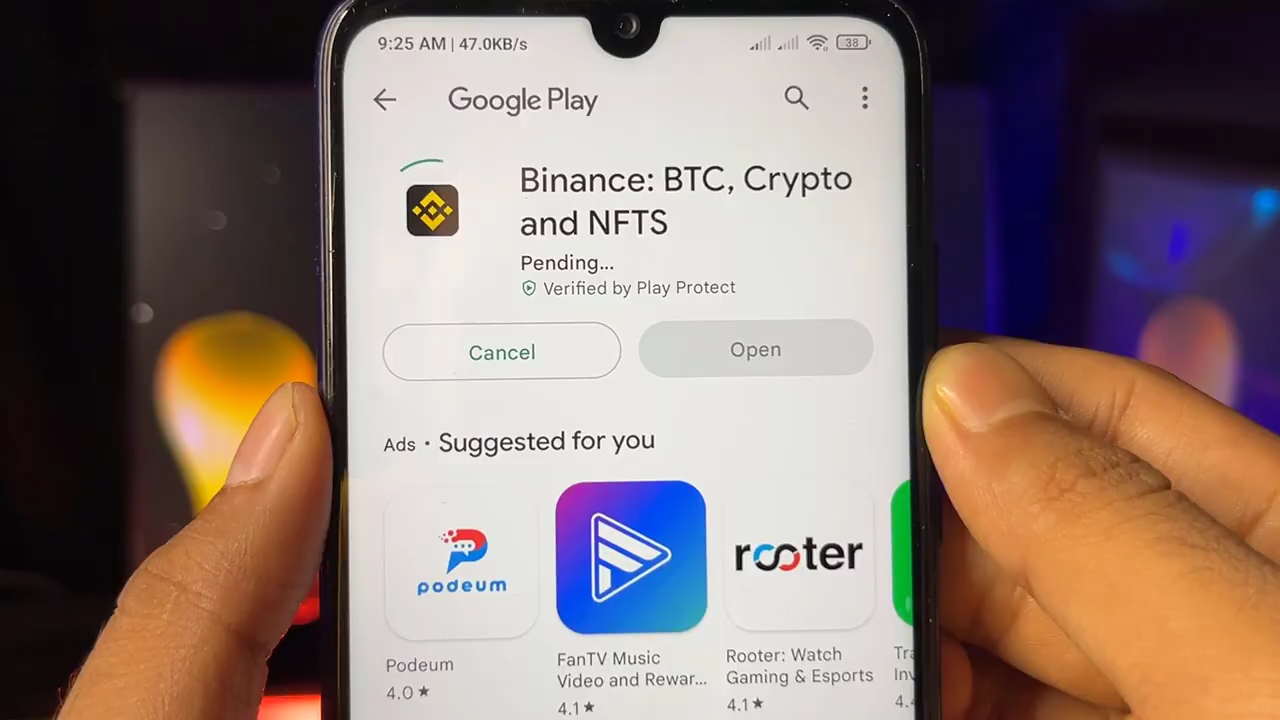 9:25 AM | 47.0KB/s
38
Google Play
Binance: BTC, Crypto
and NFTS
Pending...
Verified by Play Protect
Cancel
Open
Ads • Suggested for you
podeum
rooter
Podeum
4.0★
FanTV Music
Video and Rewar...
4.1★
Rooter: Watch
Gaming & Esports
4.1★